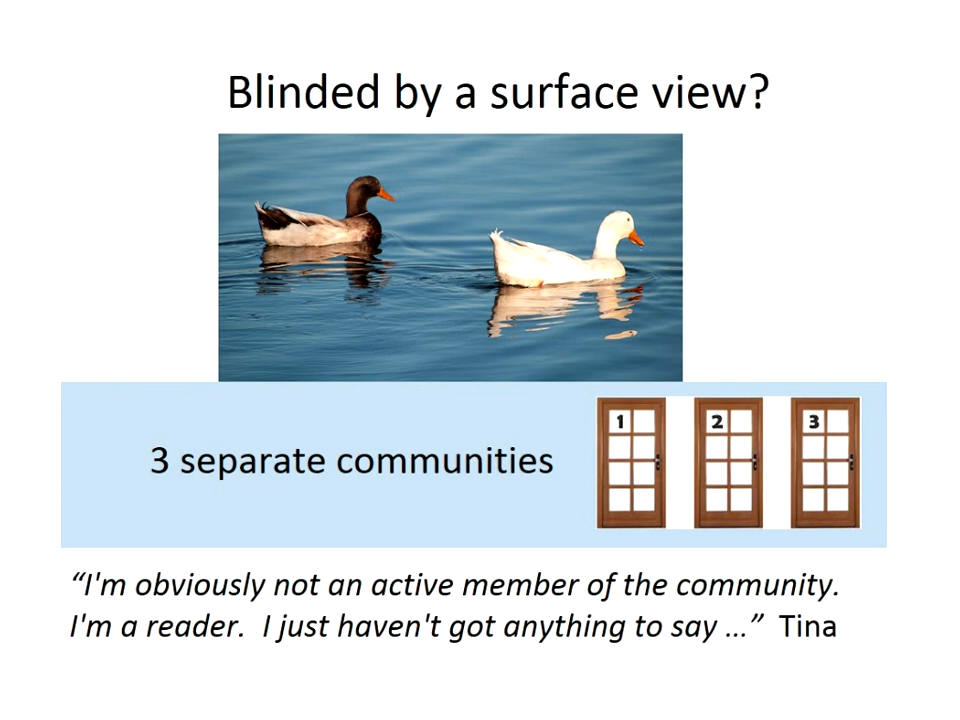 Blinded by a surface view?
3 separate communities
1 2 3
“I'm obviously not an active member of the community.
I'm a reader.  I just haven't got anything to say …”  Tina